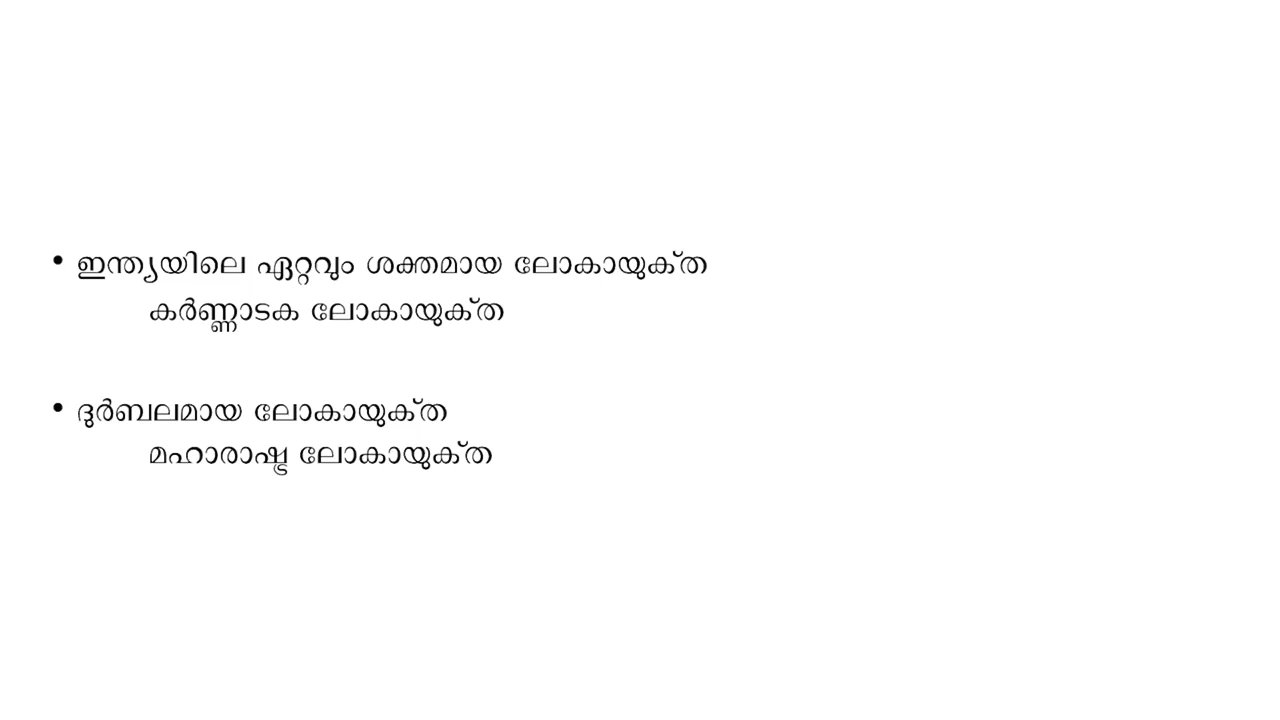 • ഇന്ത്യയിലെ ഏറ്റവും ശക്തമായ ലോകായുക്‌ത
കർണ്ണാടക ലോകായുക്‌ത
• ദുർബലമായ ലോകായുക്‌ത
മഹാരാഷ്ട്ര ലോകായുക്‌ത